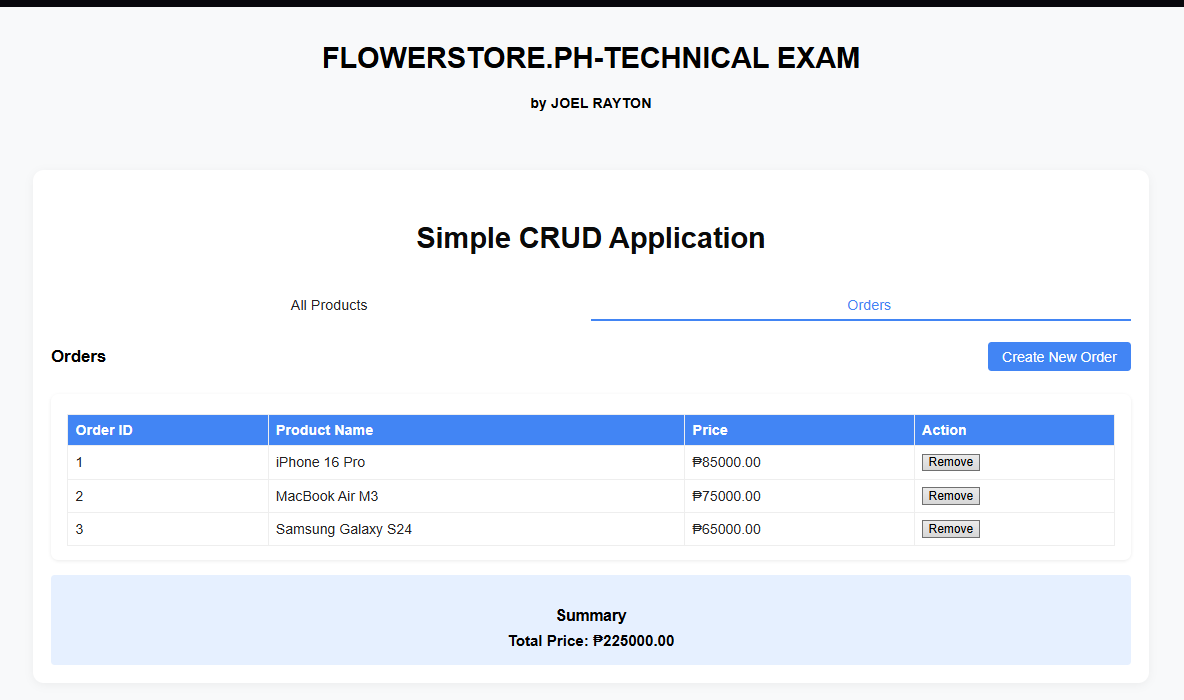 FLOWERSTORE.PH-TECHNICAL EXAM
by JOEL RAYTON
Simple CRUD Application
All Products Orders
Orders Create New Order
Order ID Product Name Price Action
1 iPhone 16 Pro ₱85000.00 Remove
2 MacBook Air M3 ₱75000.00 Remove
3 Samsung Galaxy S24 ₱65000.00 Remove
Summary
Total Price: ₱225000.00